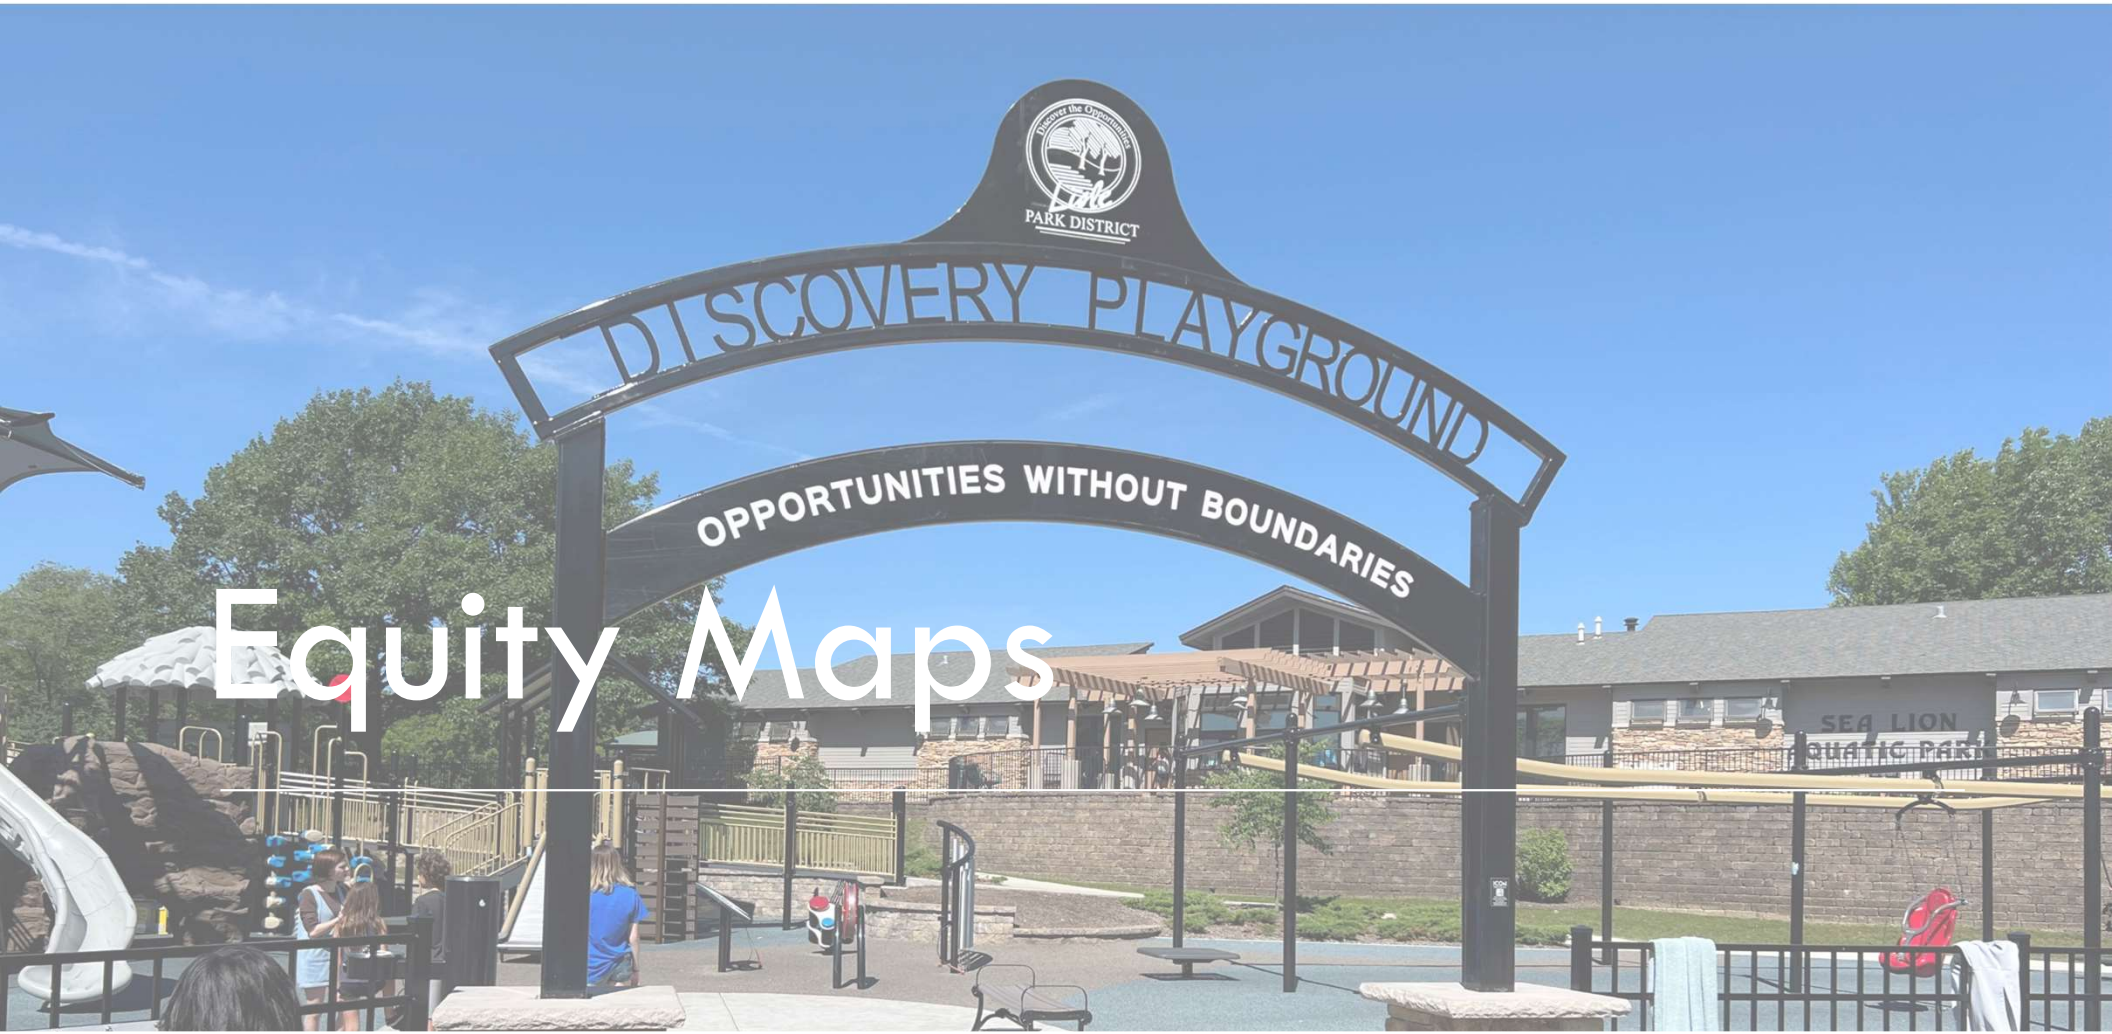 Discover the Opportunities
Lisle
PARK DISTRICT
DISCOVERY PLAYGROUND
OPPORTUNITIES WITHOUT BOUNDARIES
Equity Maps
SEA LION
AQUATIC PARK